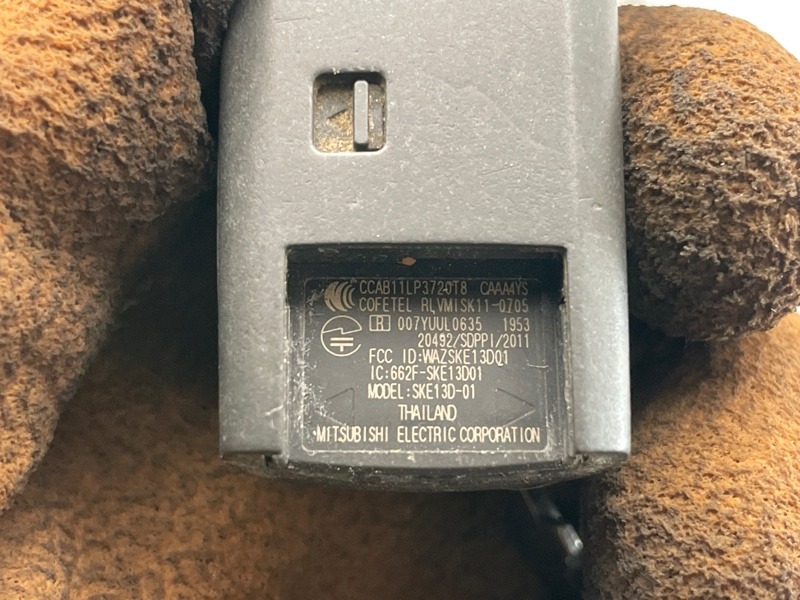 CCAB11LP3720T8 CAAA4YS
COFETEL RLVMISK11-0705
R 007YUUL0635 1953
20492/SDPPI/2011
FCC ID:WAZSKE13D01
IC:662F-SKE13D01
MODEL:SKE13D-01
THAILAND
MITSUBISHI ELECTRIC CORPORATION